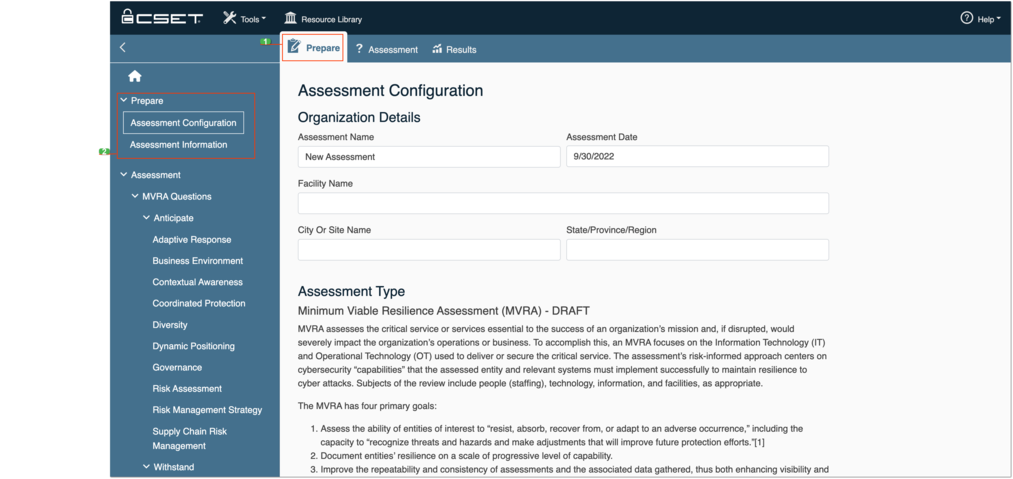 CSET
Tools
Resource Library
Help
1
Prepare
? Assessment
Results
Prepare
Assessment Configuration
Assessment Information
2
Assessment
MVRA Questions
Anticipate
Adaptive Response
Business Environment
Contextual Awareness
Coordinated Protection
Diversity
Dynamic Positioning
Governance
Risk Assessment
Risk Management Strategy
Supply Chain Risk
Management
Withstand
Assessment Configuration
Organization Details
Assessment Name
Assessment Date
New Assessment
9/30/2022
Facility Name
City Or Site Name
State/Province/Region
Assessment Type
Minimum Viable Resilience Assessment (MVRA) - DRAFT
MVRA assesses the critical service or services essential to the success of an organization's mission and, if disrupted, would
severely impact the organization's operations or business. To accomplish this, an MVRA focuses on the Information Technology (IT)
and Operational Technology (OT) used to deliver or secure the critical service. The assessment's risk-informed approach centers on
cybersecurity "capabilities" that the assessed entity and relevant systems must implement successfully to maintain resilience to
cyber attacks. Subjects of the review include people (staffing), technology, information, and facilities, as appropriate.
The MVRA has four primary goals:
1. Assess the ability of entities of interest to "resist, absorb, recover from, or adapt to an adverse occurrence," including the
capacity to "recognize threats and hazards and make adjustments that will improve future protection efforts."[1]
2. Document entities' resilience on a scale of progressive level of capability.
3. Improve the repeatability and consistency of assessments and the associated data gathered, thus both enhancing visibility and